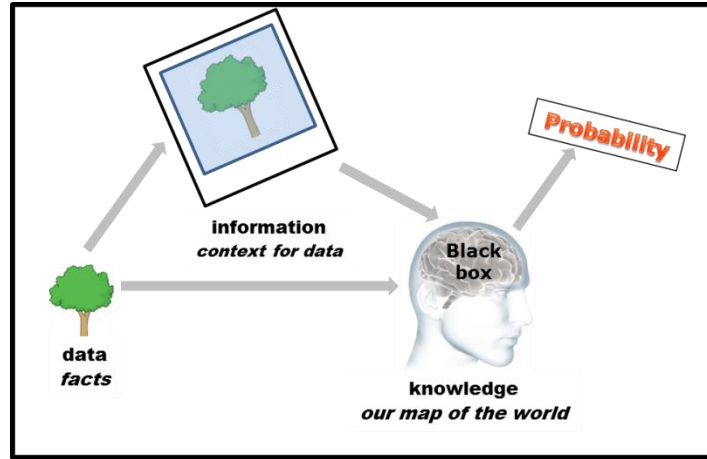 Probability
information
context for data
Black
box
data
facts
knowledge
our map of the world